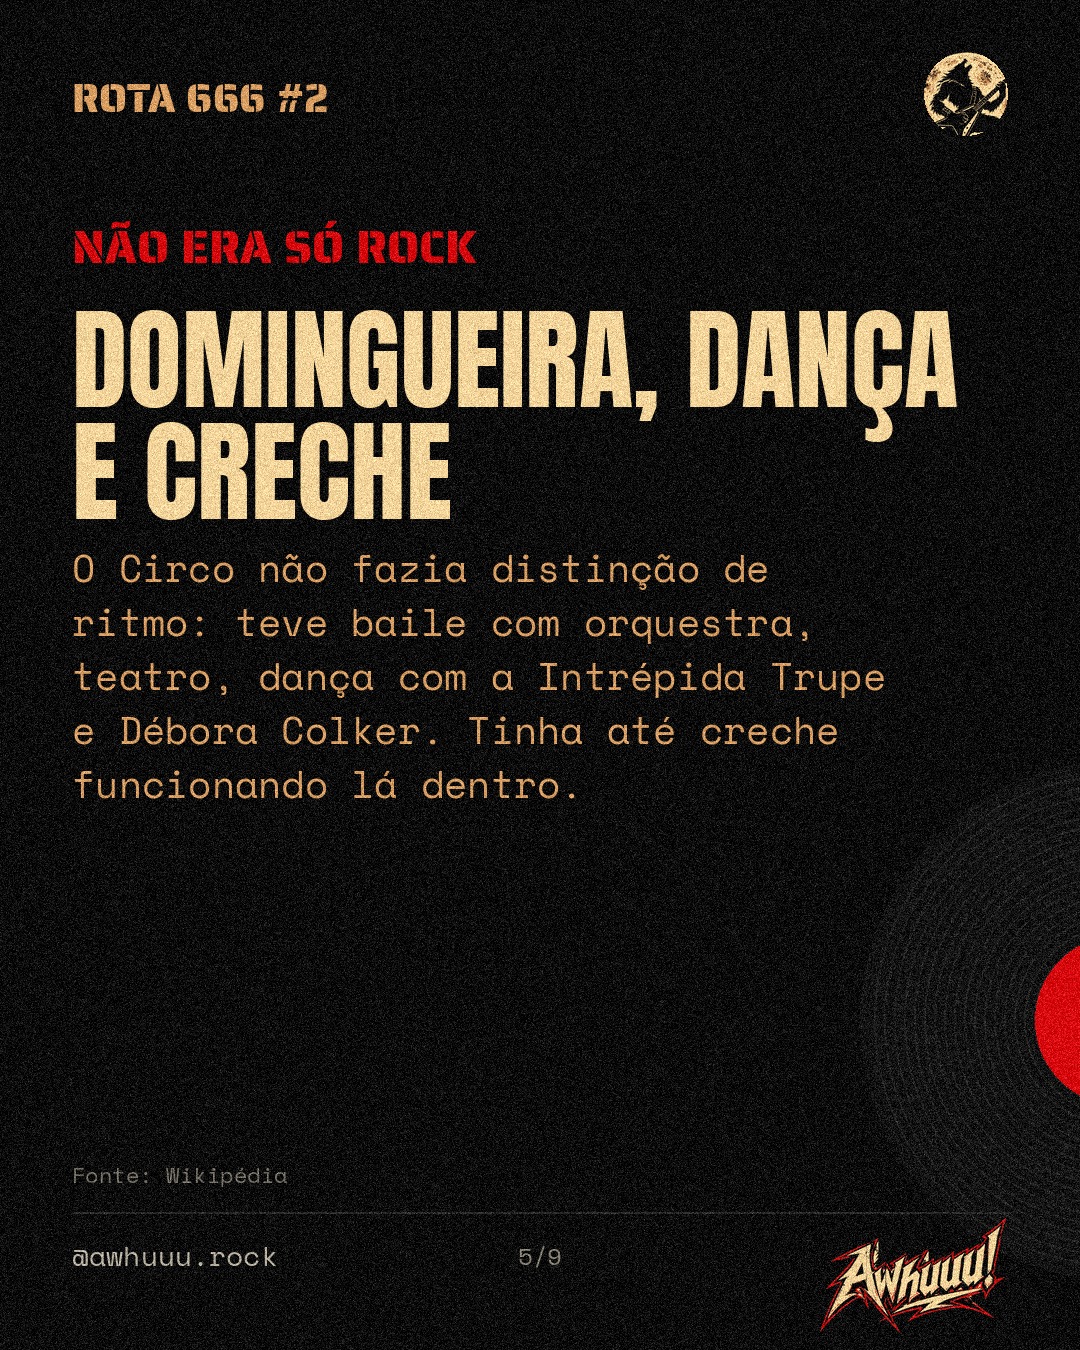 ROTA 666 #2
NÃO ERA SÓ ROCK
DOMINGUEIRA, DANÇA
E CRECHE
O Circo não fazia distinção de
ritmo: teve baile com orquestra,
teatro, dança com a Intrépida Trupe
e Débora Colker. Tinha até creche
funcionando lá dentro.
Fonte: Wikipédia
@awhuuu.rock
5/9
Awhuuu!